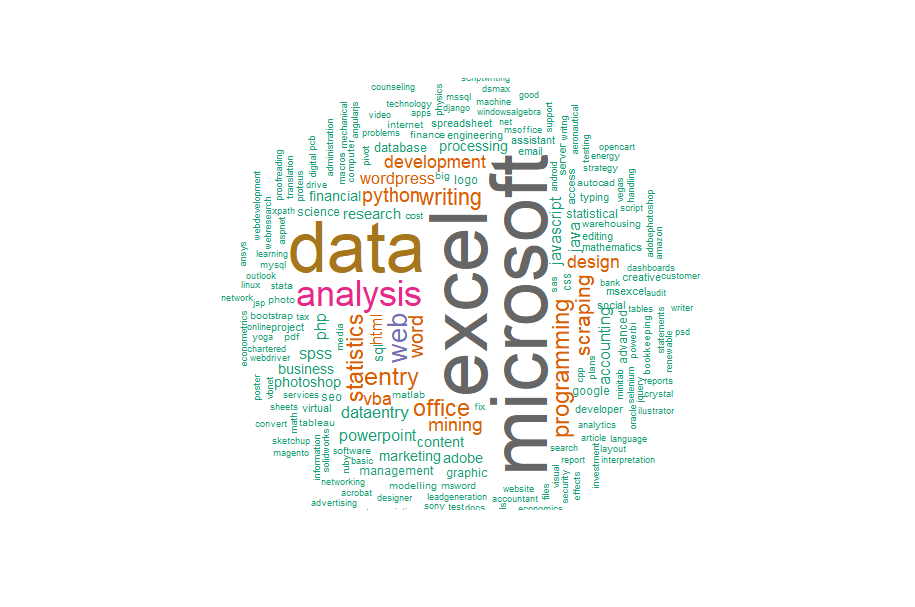 scriptwriting
counseling
dsmax
good
physics
mssql
machine
technology
apps
django
windows
algebra
support
video
internet
spreadsheet
net
msoffice
writng
aeronautical
mechanical
angularjs
problems
finance
engineering
assistant
testing
administration
pcb
digital
database
processing
email
server
opencart
energy
computer
macros
pivot
development
strategy
proofreading
translation
proteus
drive
wordpress
big
logo
android
access
autocad
vegas
handling
webdevelopment
webresearch
xpath
aspnet
financial
python
writing
typing
script
adobephotoshop
amazon
science
research
cost
javascript
java
statistical
warehousing
editing
mathematics
ansys
learning
mysql
data
excel
microsoft
design
dashboards
outlook
linux
stata
analysis
sas
css
bank
creative
customer
msexcel
audit
network
jsp
photo
scraping
social
tables
writer
bootstrap
tax
php
media
statistics
sql
html
web
word
programming
accounting
advanced
powerbi
bookkeeping
statements
renewable
psd
econometrics
online
project
yoga
pdf
chartered
webdriver
spss
business
entry
cpp
plans
minitab
jquery
reports
poster
vbnet
photoshop
services
seo
vba
matlab
google
selenium
oracle
crystal
sheets
virtual
dataentry
office
fix
developer
ilustrator
convert
math
tableau
mining
analytics
sketchup
magento
powerpoint
content
article
language
information
solidworks
software
basic
ruby
marketing
adobe
search
layout
management
graphic
report
investment
interpretation
networking
modelling
msword
visual
security
effects
files
acrobat
designer
leadgeneration
website
accountant
advertising
sony
test
docs
economics